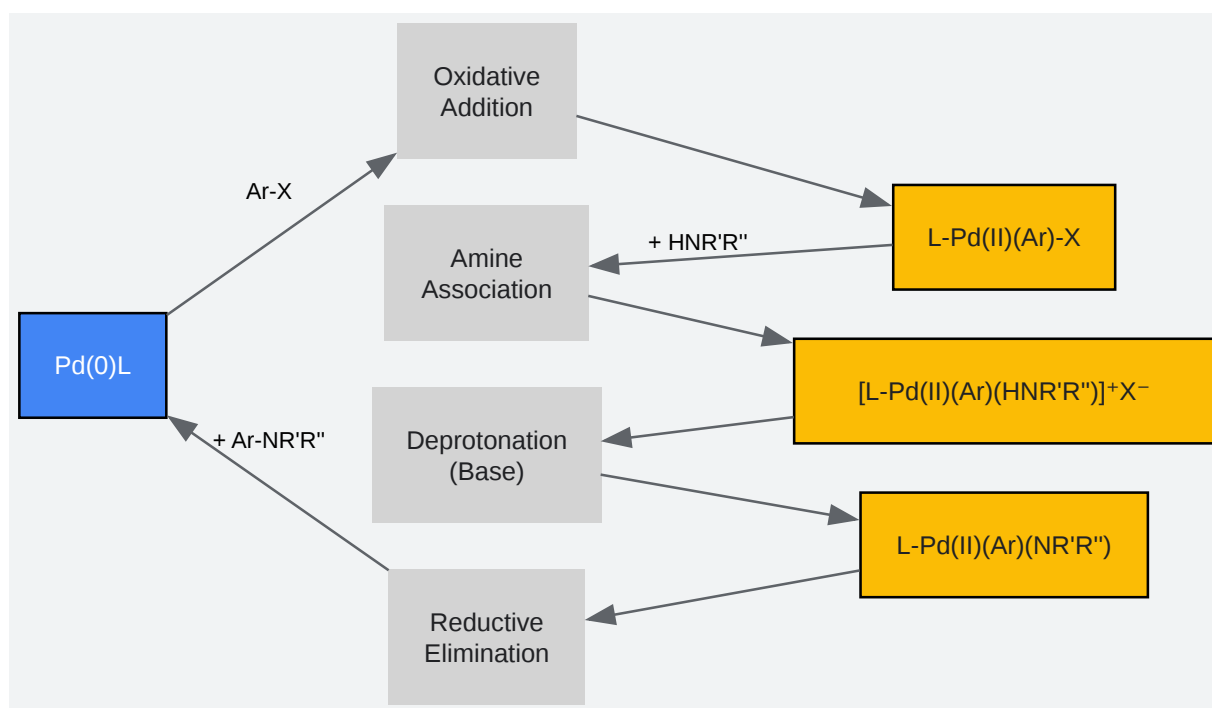 Oxidative
Addition
Ar-X
L-Pd(II)(Ar)-X
+ HNR'R''
Amine
Association
Pd(0)L
[L-Pd(II)(Ar)(HNR'R'')]⁺X⁻
+ Ar-NR'R''
Deprotonation
(Base)
L-Pd(II)(Ar)(NR'R'')
Reductive
Elimination